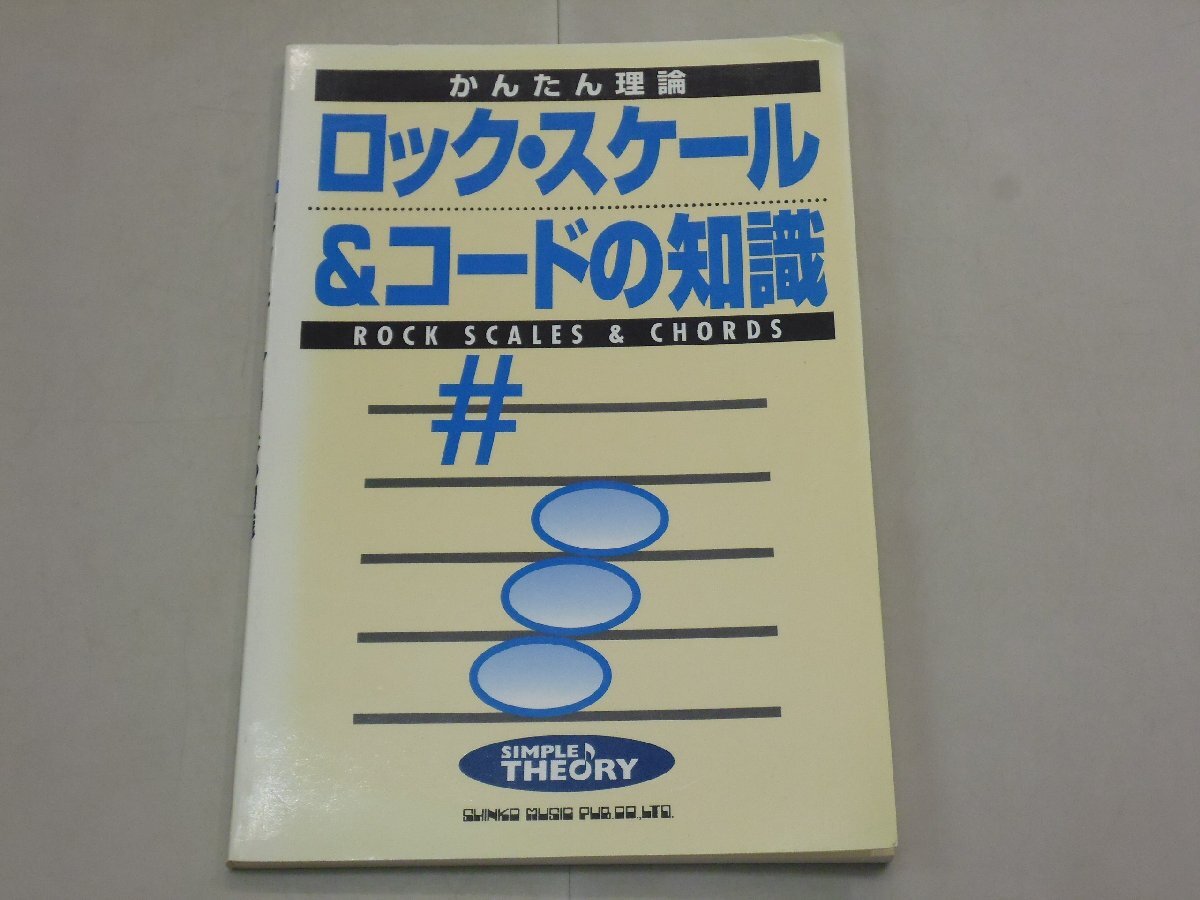 かんたん理論
ロック・スケール
&コードの知識
ROCK SCALES & CHORDS
#
SIMPLE
THEORY
SHINKO MUSIC PUB.CO.,LTD.